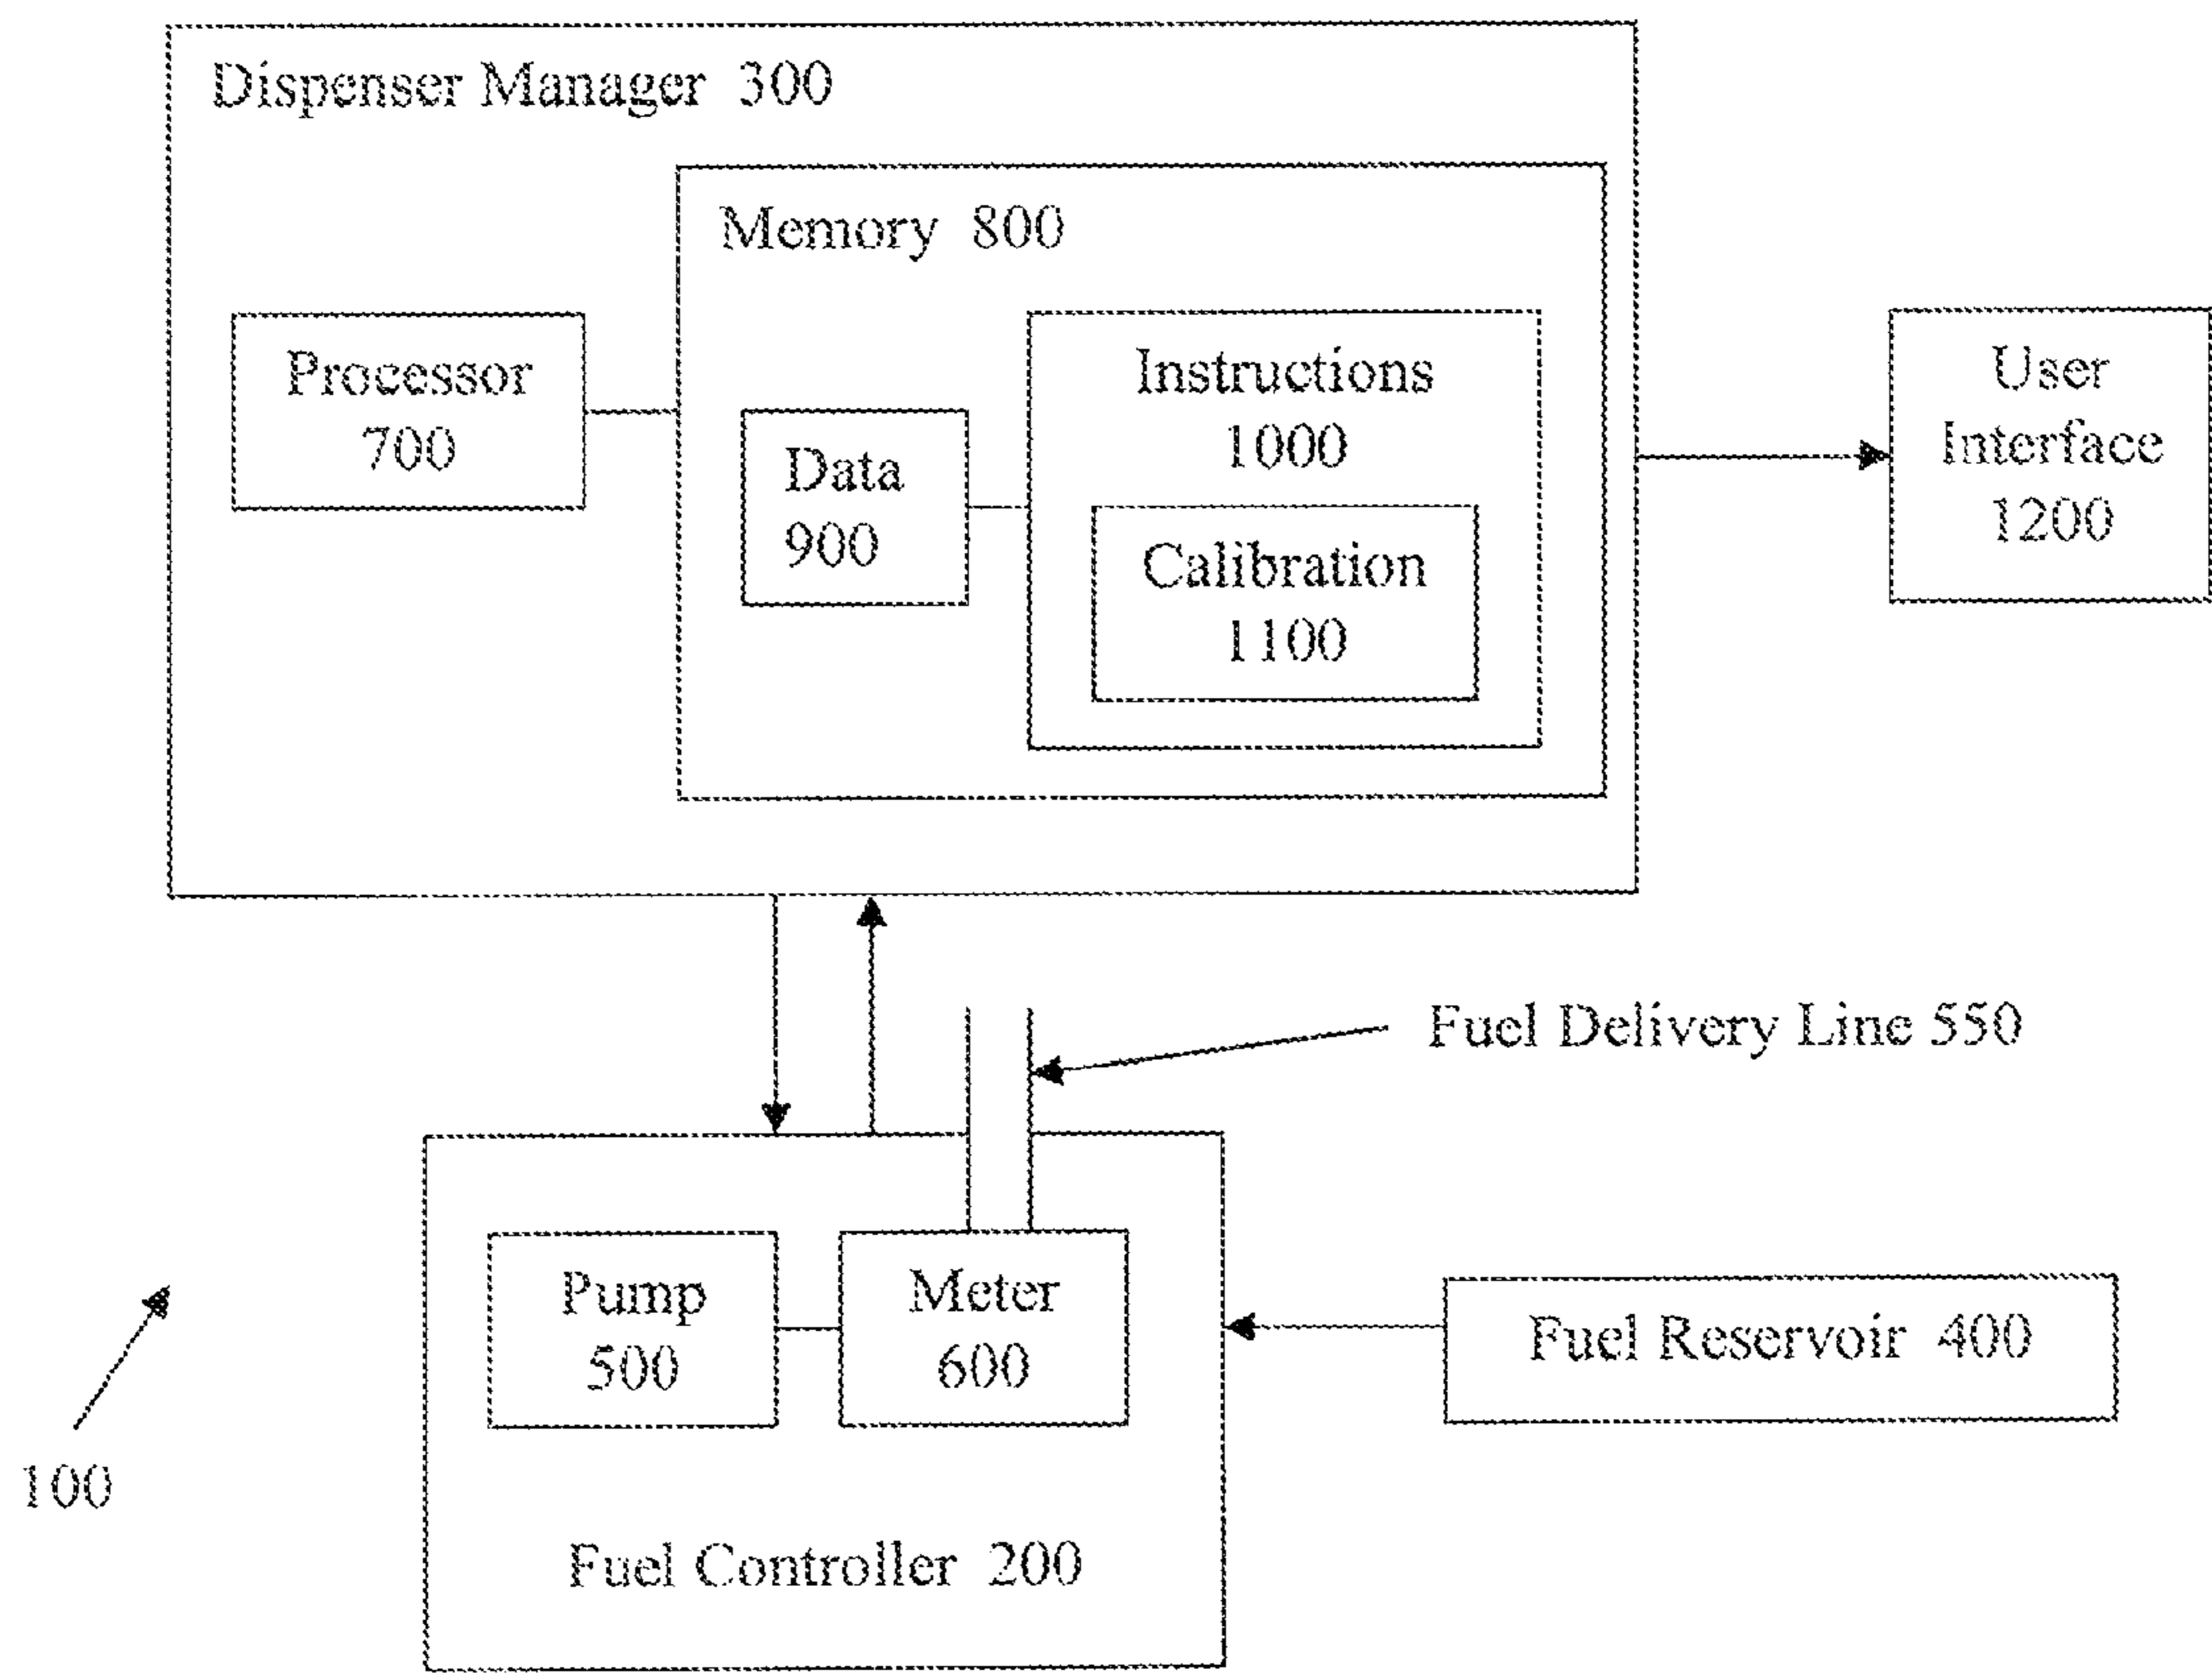 Dispenser Manager 300
Memory 800
Processor
700
Data
900
Instructions
1000
Calibration
1100
User
Interface
1200
Fuel Delivery Line 550
Pump
500
Meter
600
Fuel Reservoir 400
100
Fuel Controller 200